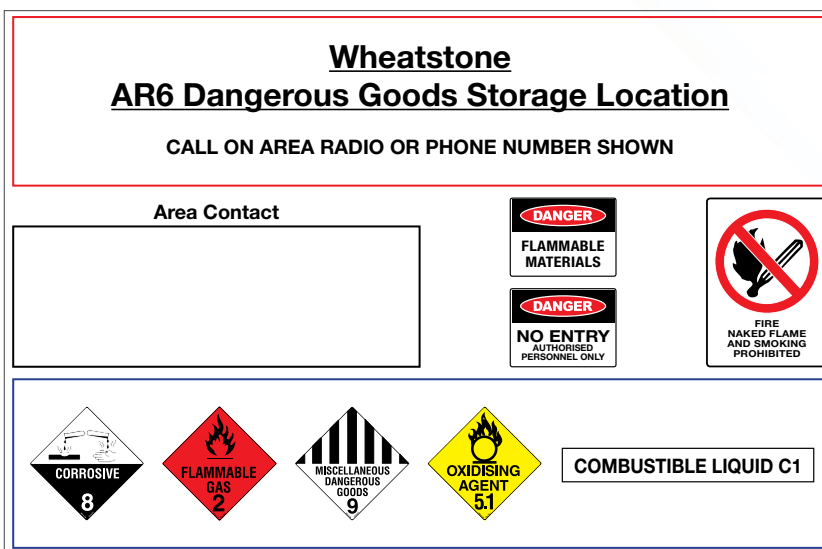 Wheatstone
AR6 Dangerous Goods Storage Location
CALL ON AREA RADIO OR PHONE NUMBER SHOWN
Area Contact
DANGER
FLAMMABLE
MATERIALS
DANGER
NO ENTRY
AUTHORISED
PERSONNEL ONLY
FIRE
NAKED FLAME
AND SMOKING
PROHIBITED
CORROSIVE
8
FLAMMABLE
GAS
2
MISCELLANEOUS
DANGEROUS
GOODS
9
OXIDISING
AGENT
5.1
COMBUSTIBLE LIQUID C1